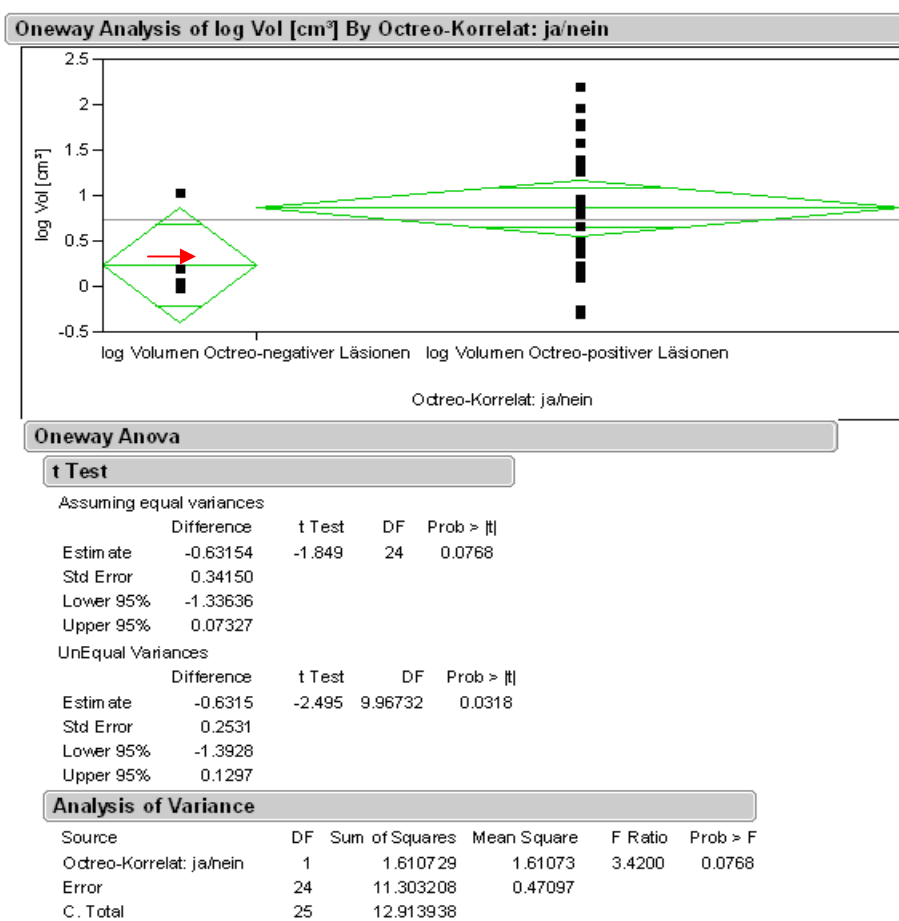 Oneway Analysis of log Vol [cm³] By Octreo-Korrelat: ja/nein
2.5
2
1.5
1
0.5
0
-0.5
log Vol [cm³]
log Volumen Octreo-negativer Läsionen log Volumen Octreo-positiver Läsionen
Octreo-Korrelat: ja/nein
Oneway Anova
t Test
Assuming equal variances
Difference t Test DF Prob > |t|
Estimate -0.63154 -1.849 24 0.0768
Std Error 0.34150
Lower 95% -1.33636
Upper 95% 0.07327
UnEqual Variances
Difference t Test DF Prob > |t|
Estimate -0.6315 -2.495 9.96732 0.0318
Std Error 0.2531
Lower 95% -1.3928
Upper 95% 0.1297
Analysis of Variance
Source DF Sum of Squares Mean Square F Ratio Prob > F
Octreo-Korrelat: ja/nein 1 1.610729 1.61073 3.4200 0.0768
Error 24 11.303208 0.47097
C. Total 25 12.913938